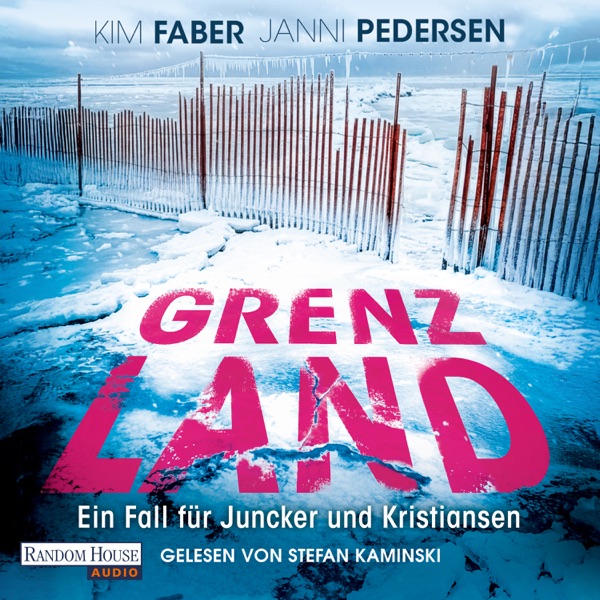 KIM FABER JANNI PEDERSEN
GRENZ
LAND
Ein Fall für Juncker und Kristiansen
RANDOM HOUSE
AUDIO
GELESEN VON STEFAN KAMINSKI